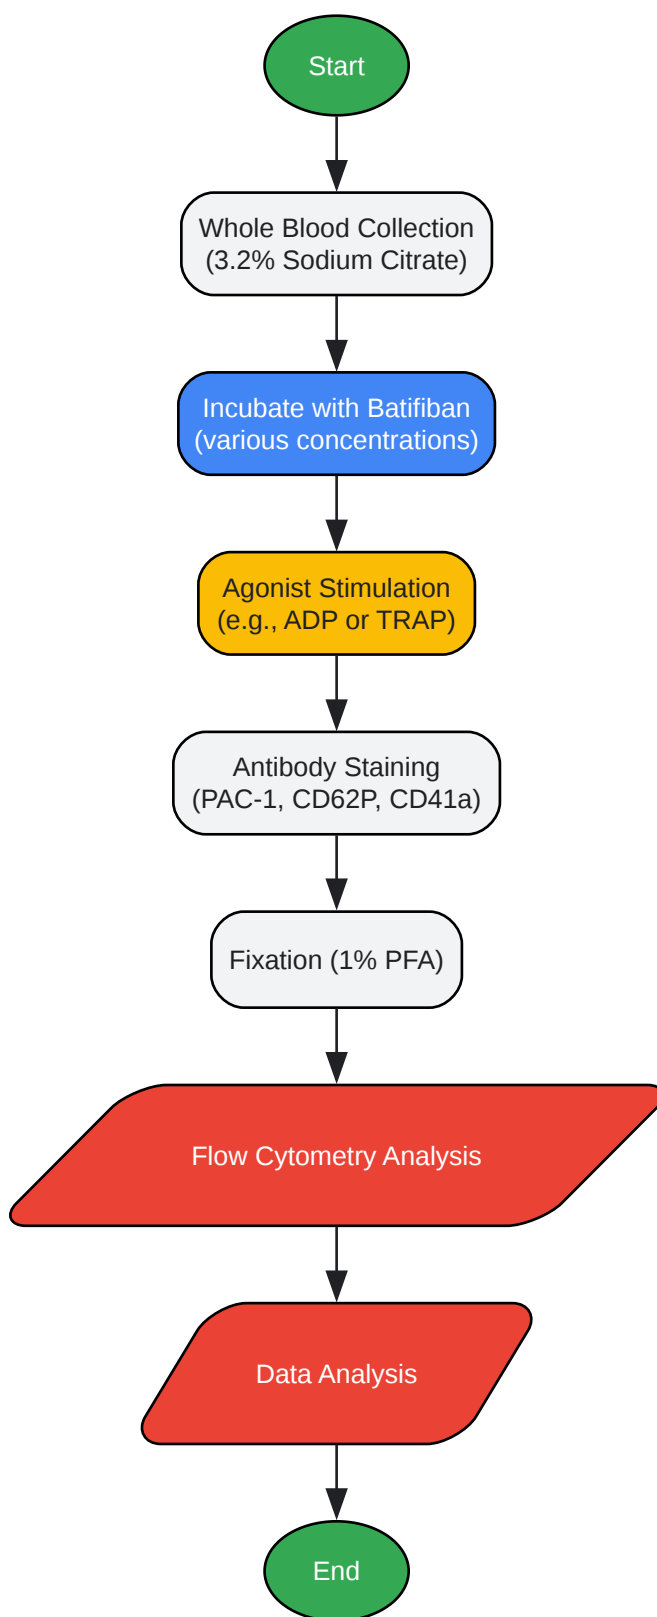 Start
Whole Blood Collection
(3.2% Sodium Citrate)
Incubate with Batifiban
(various concentrations)
Agonist Stimulation
(e.g., ADP or TRAP)
Antibody Staining
(PAC-1, CD62P, CD41a)
Fixation (1% PFA)
Flow Cytometry Analysis
Data Analysis
End